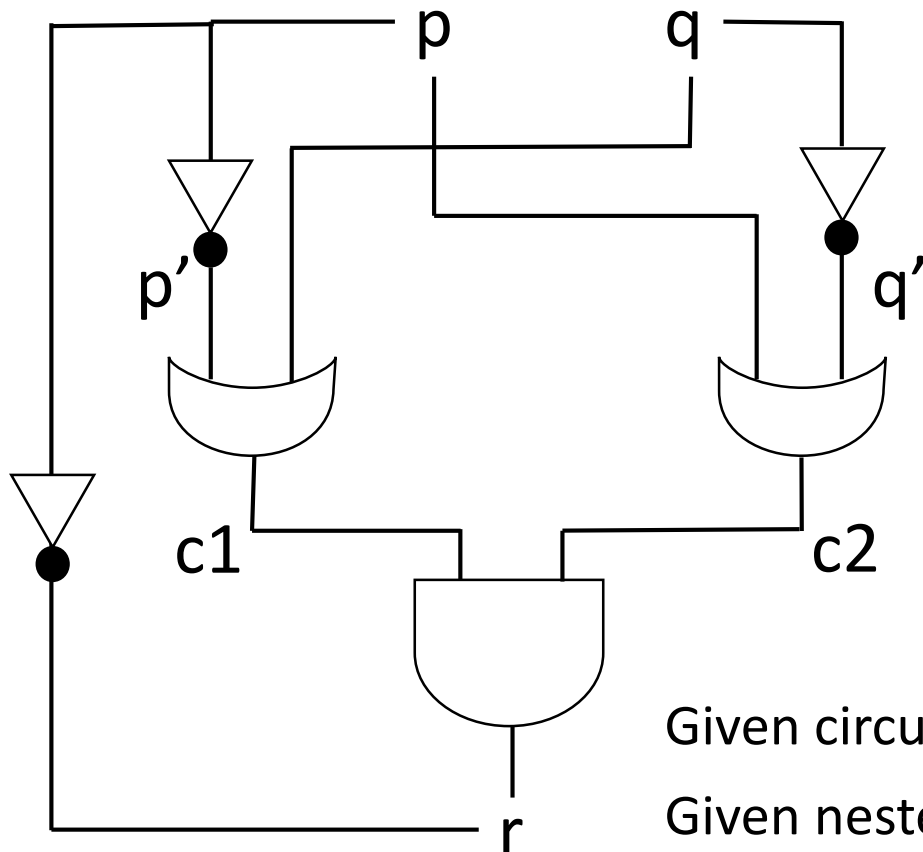 p q
p’ q’
c1 c2
Given circu
Given neste
r